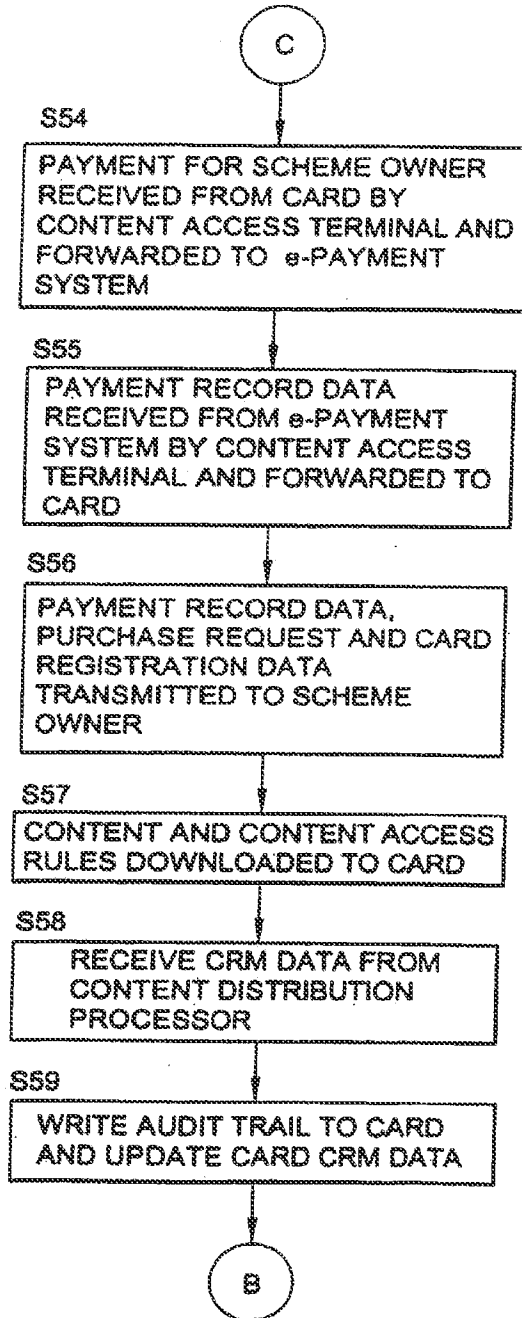 C
S54
PAYMENT FOR SCHEME OWNER
RECEIVED FROM CARD BY
CONTENT ACCESS TERMINAL AND
FORWARDED TO e-PAYMENT
SYSTEM
S55
PAYMENT RECORD DATA
RECEIVED FROM e-PAYMENT
SYSTEM BY CONTENT ACCESS
TERMINAL AND FORWARDED TO
CARD
S56
PAYMENT RECORD DATA,
PURCHASE REQUEST AND CARD
REGISTRATION DATA
TRANSMITTED TO SCHEME
OWNER
S57
CONTENT AND CONTENT ACCESS
RULES DOWNLOADED TO CARD
S58
RECEIVE CRM DATA FROM
CONTENT DISTRIBUTION
PROCESSOR
S59
WRITE AUDIT TRAIL TO CARD
AND UPDATE CARD CRM DATA
B